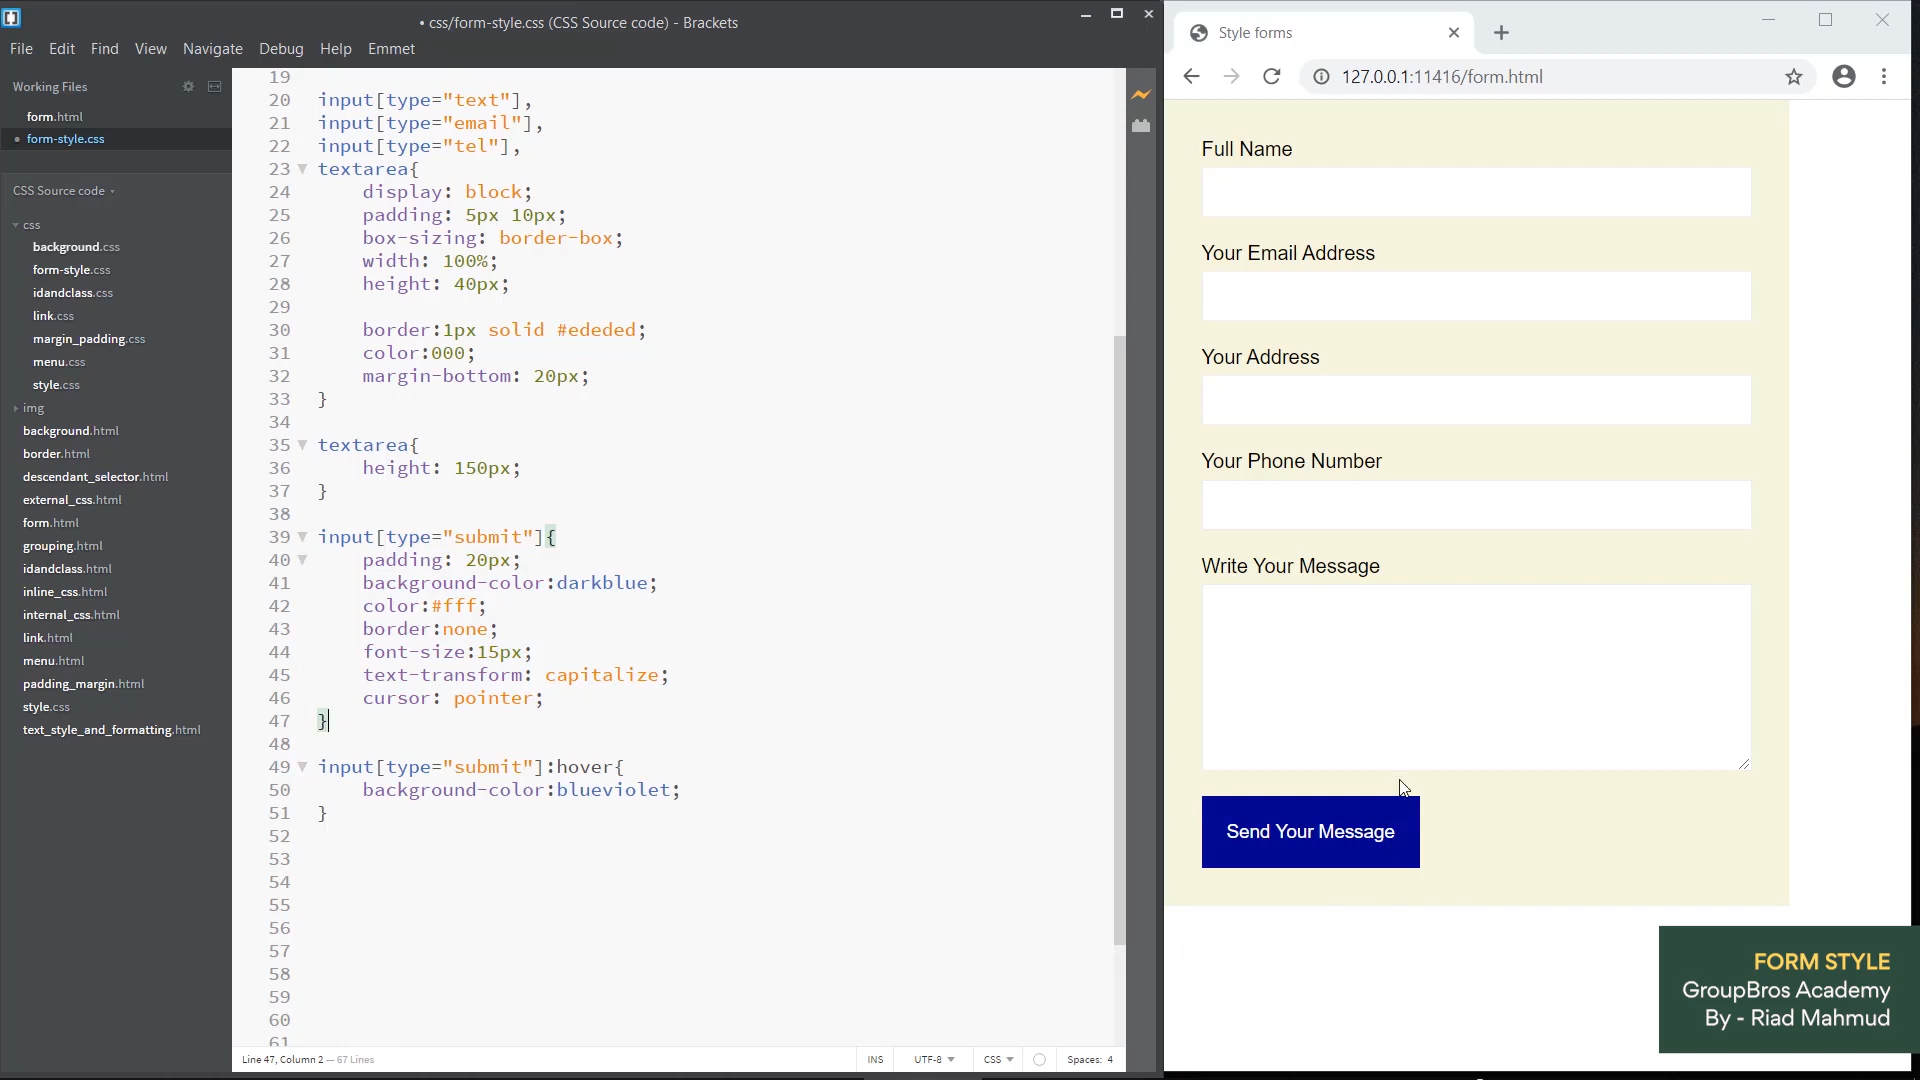 • css/form-style.css (CSS Source code) - Brackets
File Edit Find View Navigate Debug Help Emmet
Working Files
form.html
• form-style.css
CSS Source code
css
background.css
form-style.css
idandclass.css
link.css
margin_padding.css
menu.css
style.css
img
background.html
border.html
descendant_selector.html
external_css.html
form.html
grouping.html
idandclass.html
inline_css.html
internal_css.html
link.html
menu.html
padding_margin.html
style.css
text_style_and_formatting.html
19
20 input[type="text"],
21 input[type="email"],
22 input[type="tel"],
23 textarea{
24 display: block;
25 padding: 5px 10px;
26 box-sizing: border-box;
27 width: 100%;
28 height: 40px;
29
30 border:1px solid #ededed;
31 color:000;
32 margin-bottom: 20px;
33 }
34
35 textarea{
36 height: 150px;
37 }
38
39 input[type="submit"]{
40 padding: 20px;
41 background-color:darkblue;
42 color:#fff;
43 border:none;
44 font-size:15px;
45 text-transform: capitalize;
46 cursor: pointer;
47 }
48
49 input[type="submit"]:hover{
50 background-color:blueviolet;
51 }
52
53
54
55
56
57
58
59
60
61
Line 47, Column 2 — 67 Lines
INS UTF-8 CSS Spaces: 4
Style forms
127.0.0.1:11416/form.html
Full Name
Your Email Address
Your Address
Your Phone Number
Write Your Message
Send Your Message
FORM STYLE
GroupBros Academy
By - Riad Mahmud